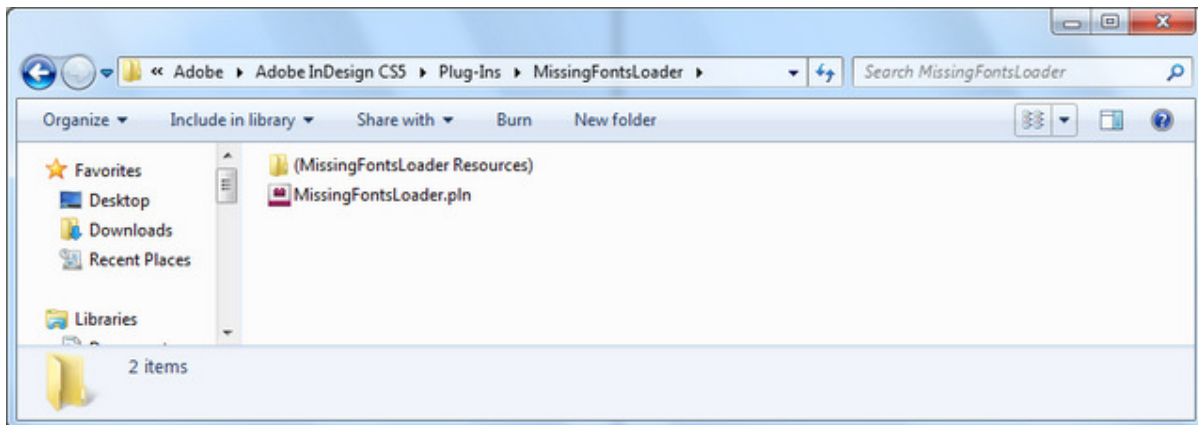 « Adobe ▸ Adobe InDesign CS5 ▸ Plug-Ins ▸ MissingFontsLoader ▸ Search MissingFontsLoader
Organize Include in library Share with Burn New folder
Favorites
Desktop
Downloads
Recent Places
Libraries
(MissingFontsLoader Resources)
MissingFontsLoader.pln
2 items